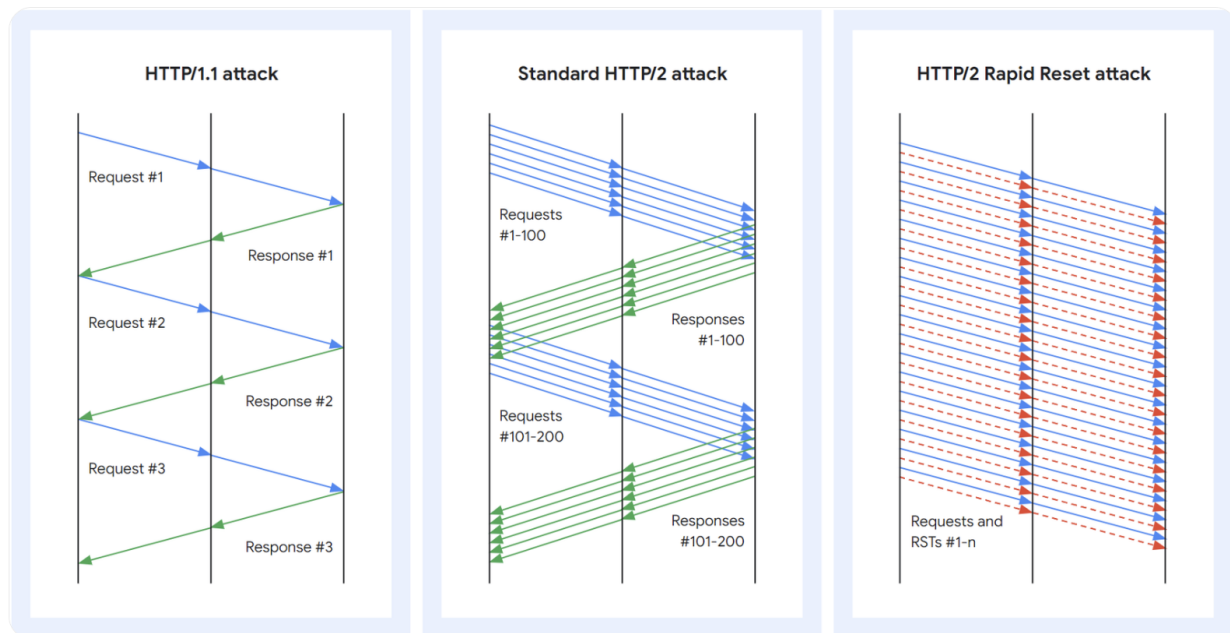 HTTP/1.1 attack
Request #1
Response #1
Request #2
Response #2
Request #3
Response #3
Standard HTTP/2 attack
Requests
#1-100
Responses
#1-100
Requests
#101-200
Responses
#101-200
HTTP/2 Rapid Reset attack
Requests and
RSTs #1-n